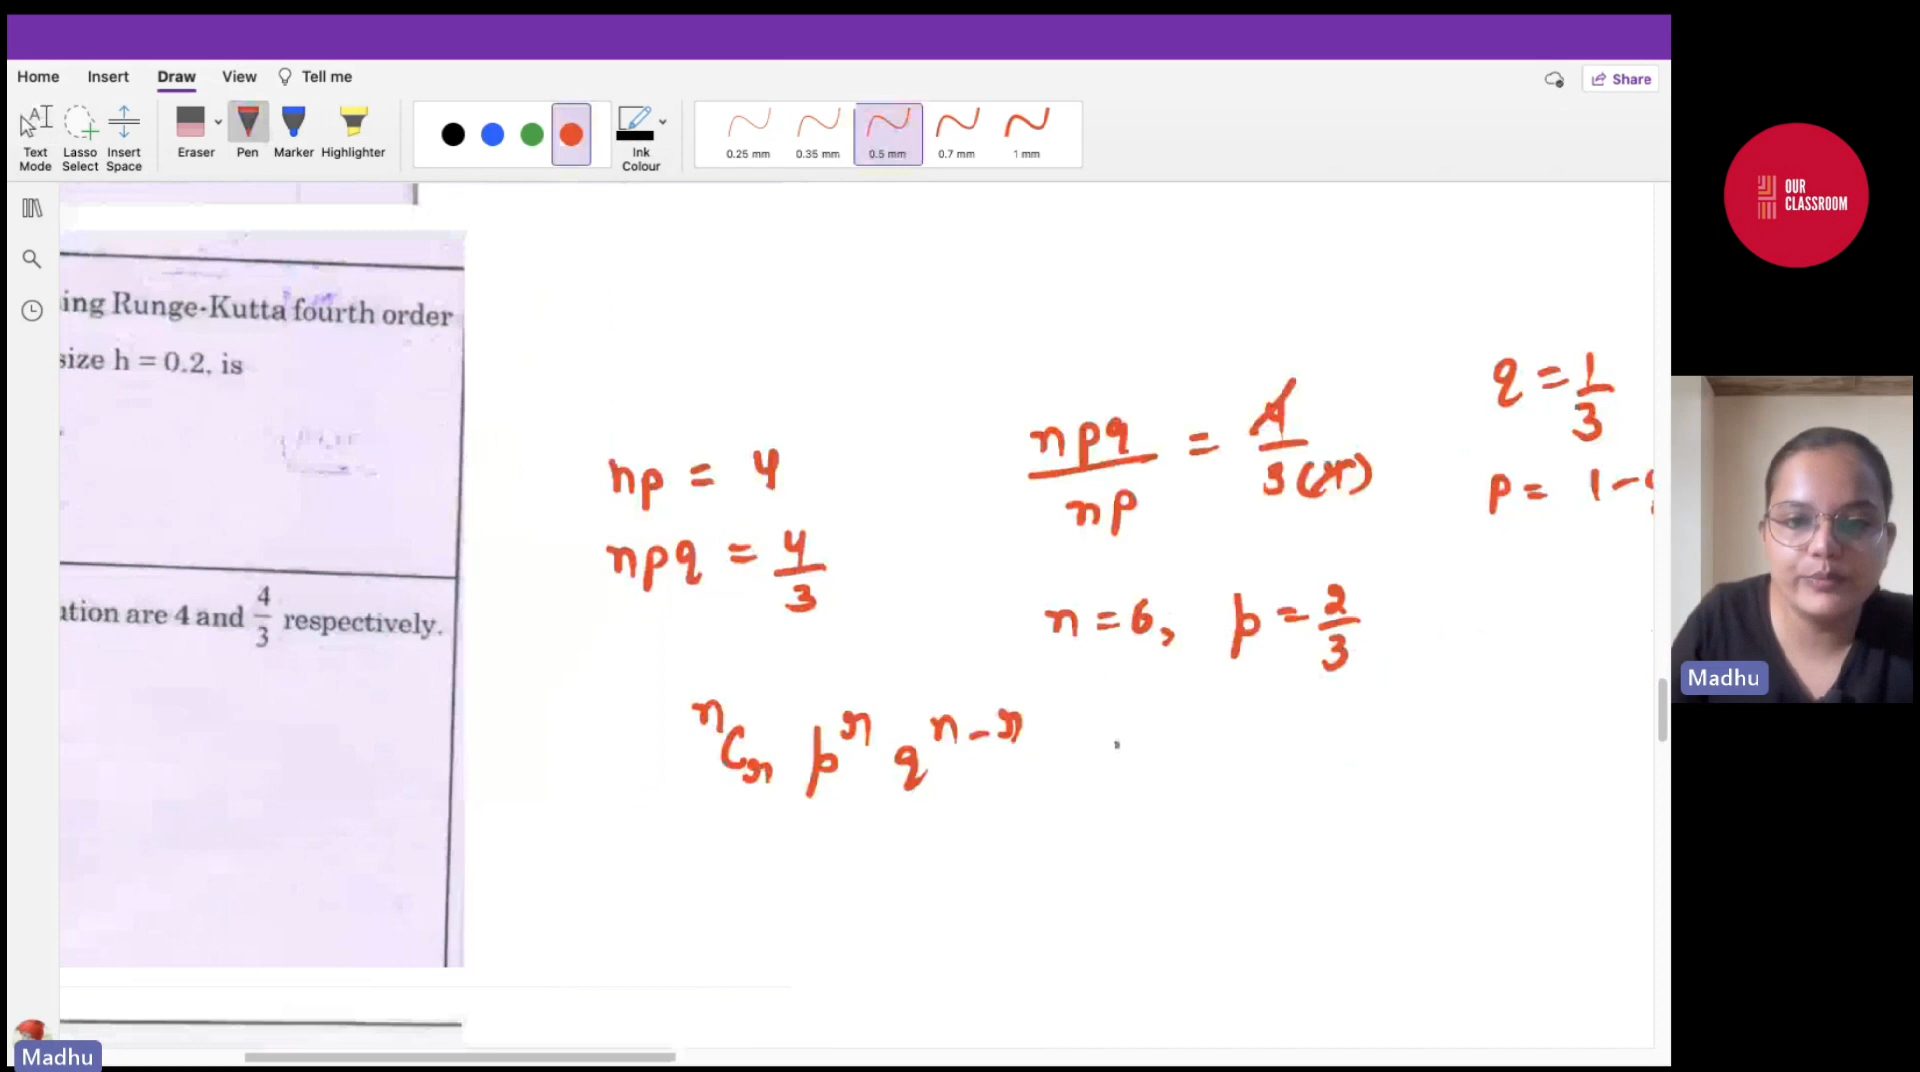 Home Insert Draw View Tell me Share
Text Mode Lasso Select Insert Space Eraser Pen Marker Highlighter Ink Colour 0.25 mm 0.35 mm 0.5 mm 0.7 mm 1 mm
OUR CLASSROOM
ing Runge-Kutta fourth order
size h = 0.2, is
q = 1/3
np = 4
npq/np = 4/3(4)
p = 1 -
npq = 4/3
ation are 4 and 4/3 respectively.
n = 6, p = 2/3
ⁿCᵣ pʳ qⁿ⁻ʳ
Madhu
Madhu